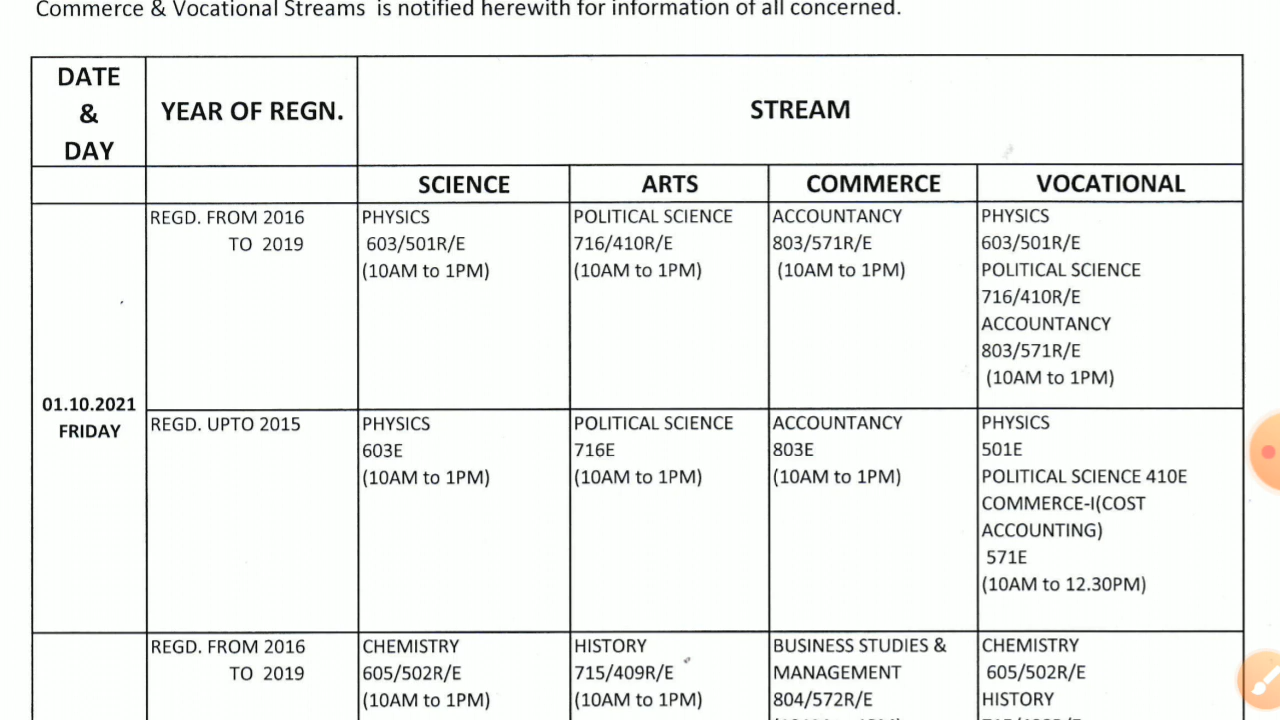 Commerce & Vocational Streams is notified herewith for information of all concerned.
DATE
&
DAY
YEAR OF REGN.
STREAM
SCIENCE
ARTS
COMMERCE
VOCATIONAL
01.10.2021
FRIDAY
REGD. FROM 2016
TO 2019
PHYSICS
603/501R/E
(10AM to 1PM)
POLITICAL SCIENCE
716/410R/E
(10AM to 1PM)
ACCOUNTANCY
803/571R/E
(10AM to 1PM)
PHYSICS
603/501R/E
POLITICAL SCIENCE
716/410R/E
ACCOUNTANCY
803/571R/E
(10AM to 1PM)
REGD. UPTO 2015
PHYSICS
603E
(10AM to 1PM)
POLITICAL SCIENCE
716E
(10AM to 1PM)
ACCOUNTANCY
803E
(10AM to 1PM)
PHYSICS
501E
POLITICAL SCIENCE 410E
COMMERCE-I(COST
ACCOUNTING)
571E
(10AM to 12.30PM)
REGD. FROM 2016
TO 2019
CHEMISTRY
605/502R/E
(10AM to 1PM)
HISTORY
715/409R/E
(10AM to 1PM)
BUSINESS STUDIES &
MANAGEMENT
804/572R/E
CHEMISTRY
605/502R/E
HISTORY